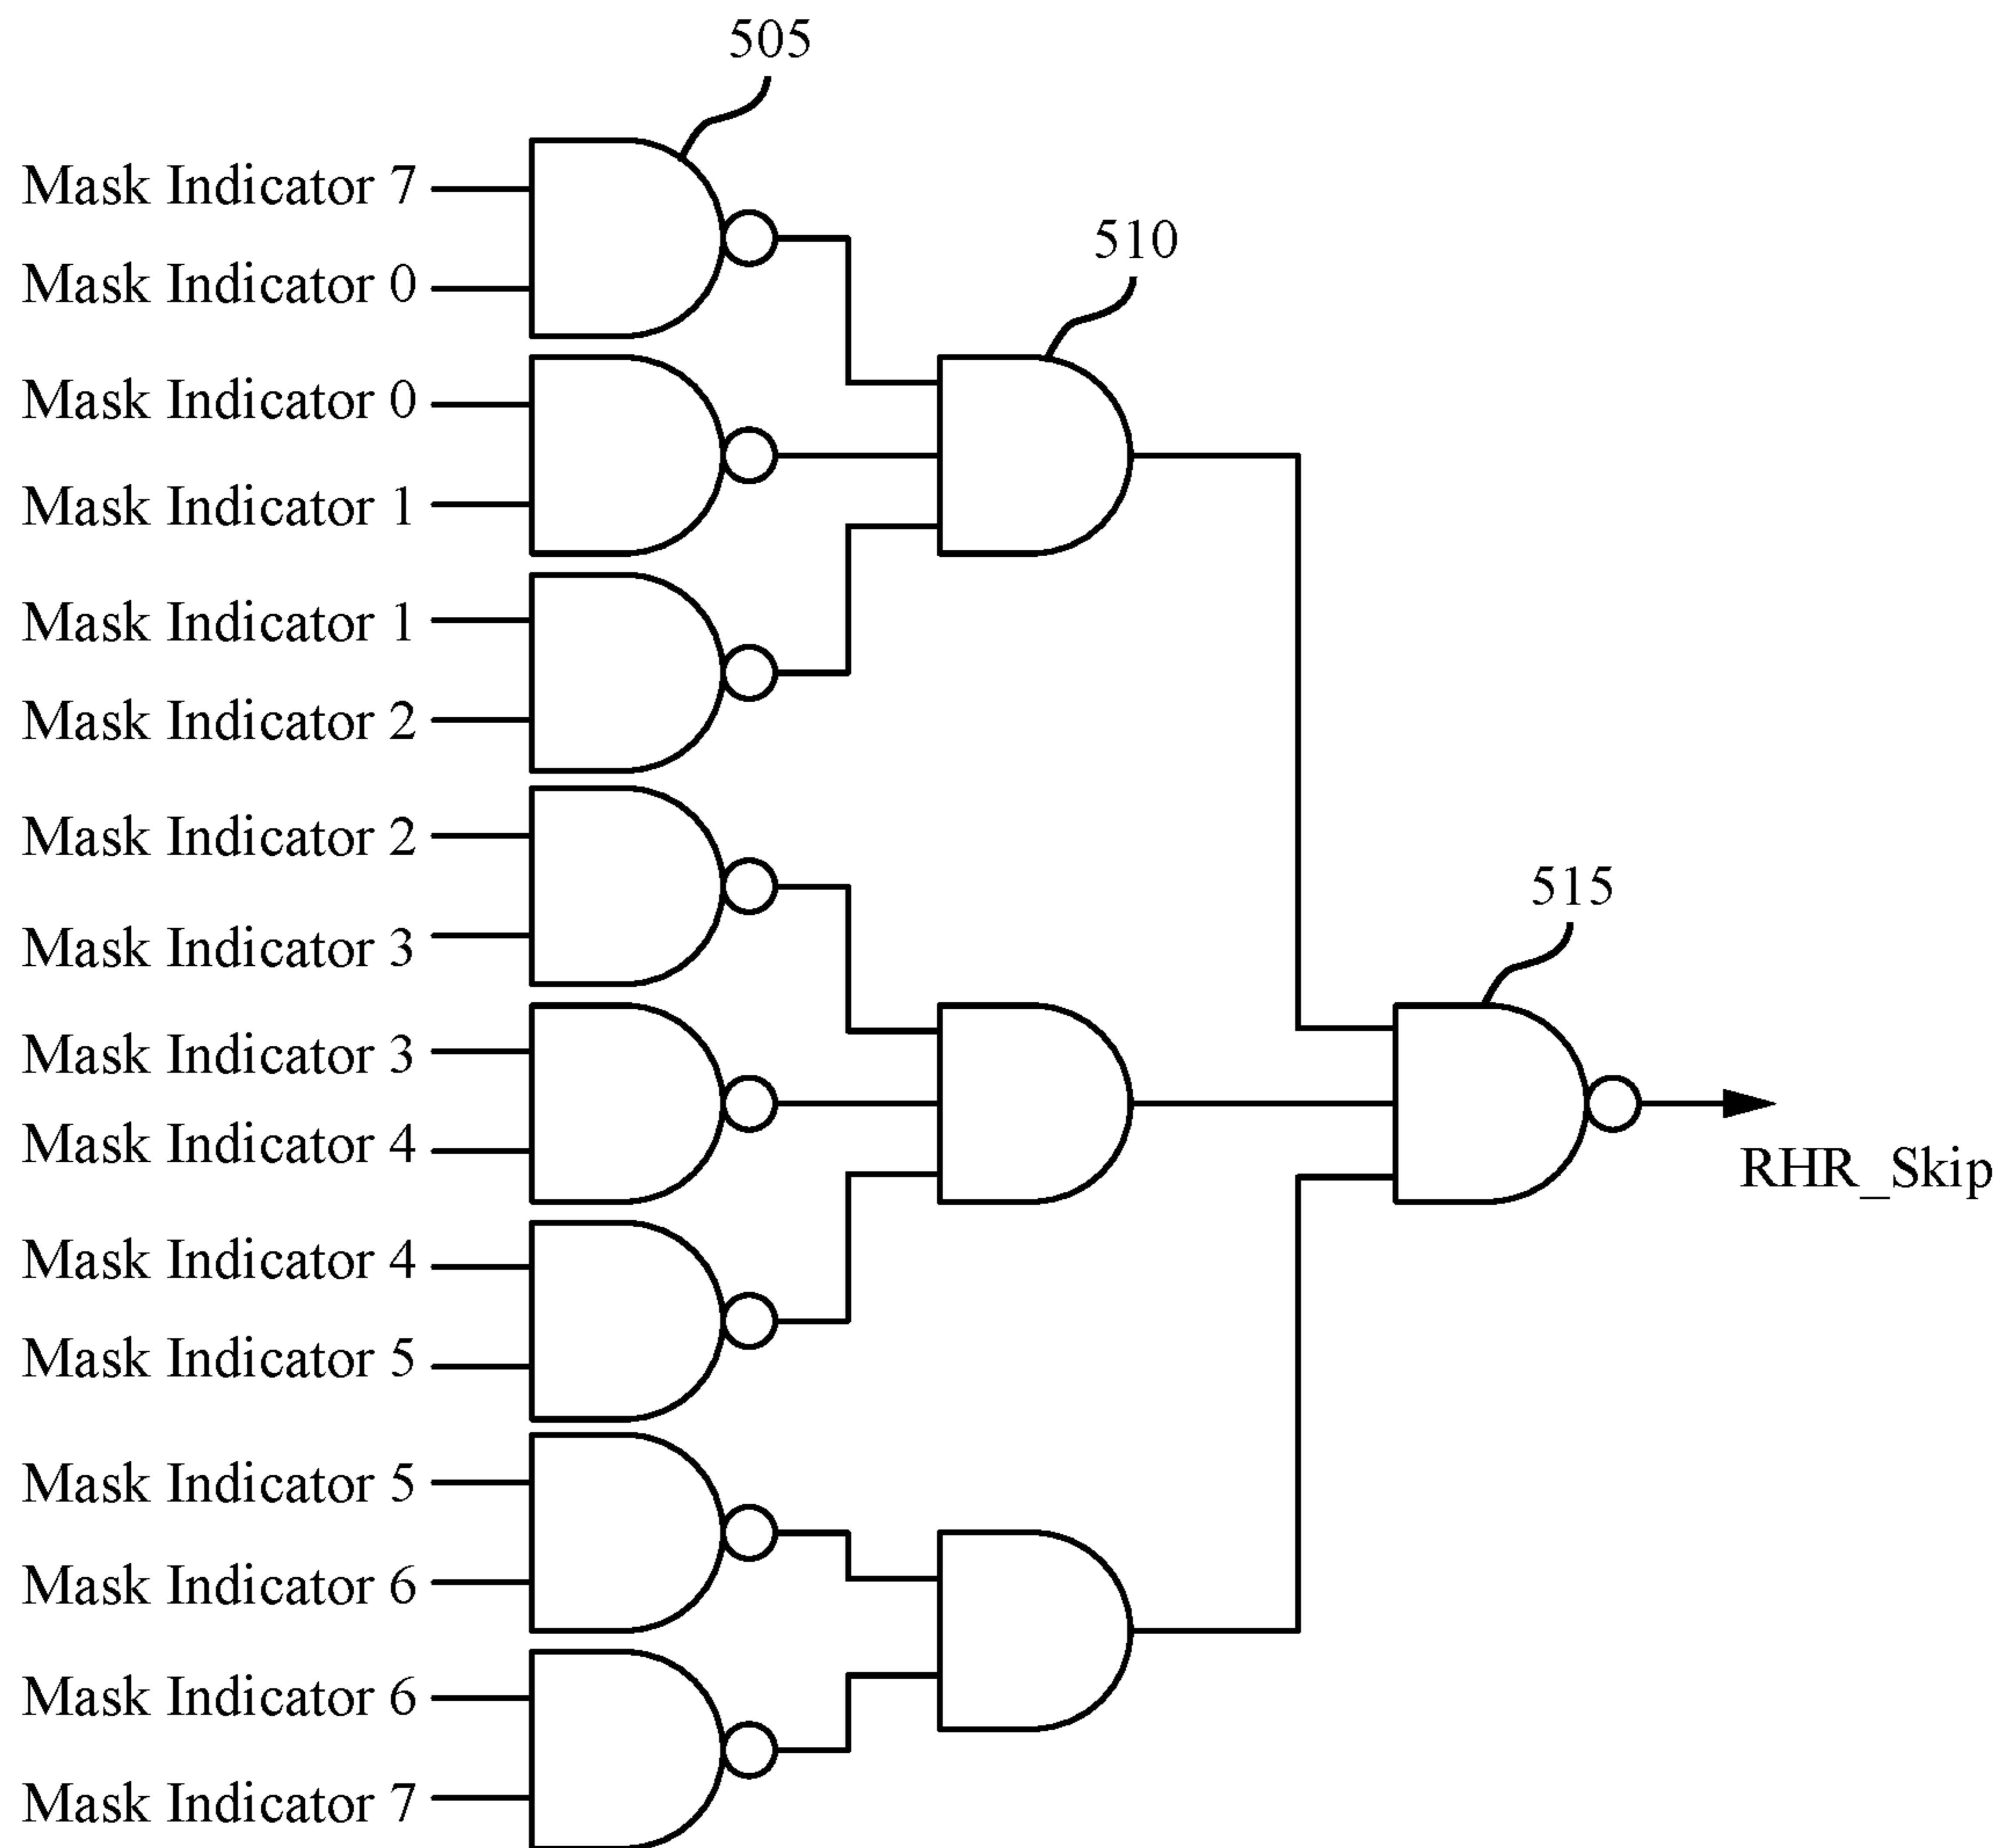 505
Mask Indicator 7
510
Mask Indicator 0
Mask Indicator 0
Mask Indicator 1
Mask Indicator 1
Mask Indicator 2
Mask Indicator 2
515
Mask Indicator 3
Mask Indicator 3
Mask Indicator 4
RHR_Skip
Mask Indicator 4
Mask Indicator 5
Mask Indicator 5
Mask Indicator 6
Mask Indicator 6
Mask Indicator 7